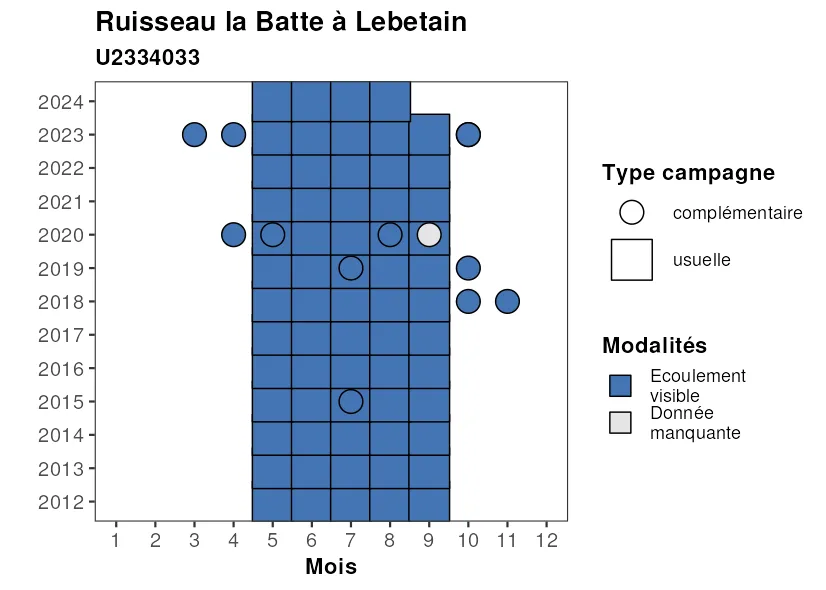 Ruisseau la Batte à Lebetain
U2334033
2024
2023
2022
2021
2020
2019
2018
2017
2016
2015
2014
2013
2012
1 2 3 4 5 6 7 8 9 10 11 12
Mois
Type campagne
complémentaire
usuelle
Modalités
Ecoulement
visible
Donnée
manquante